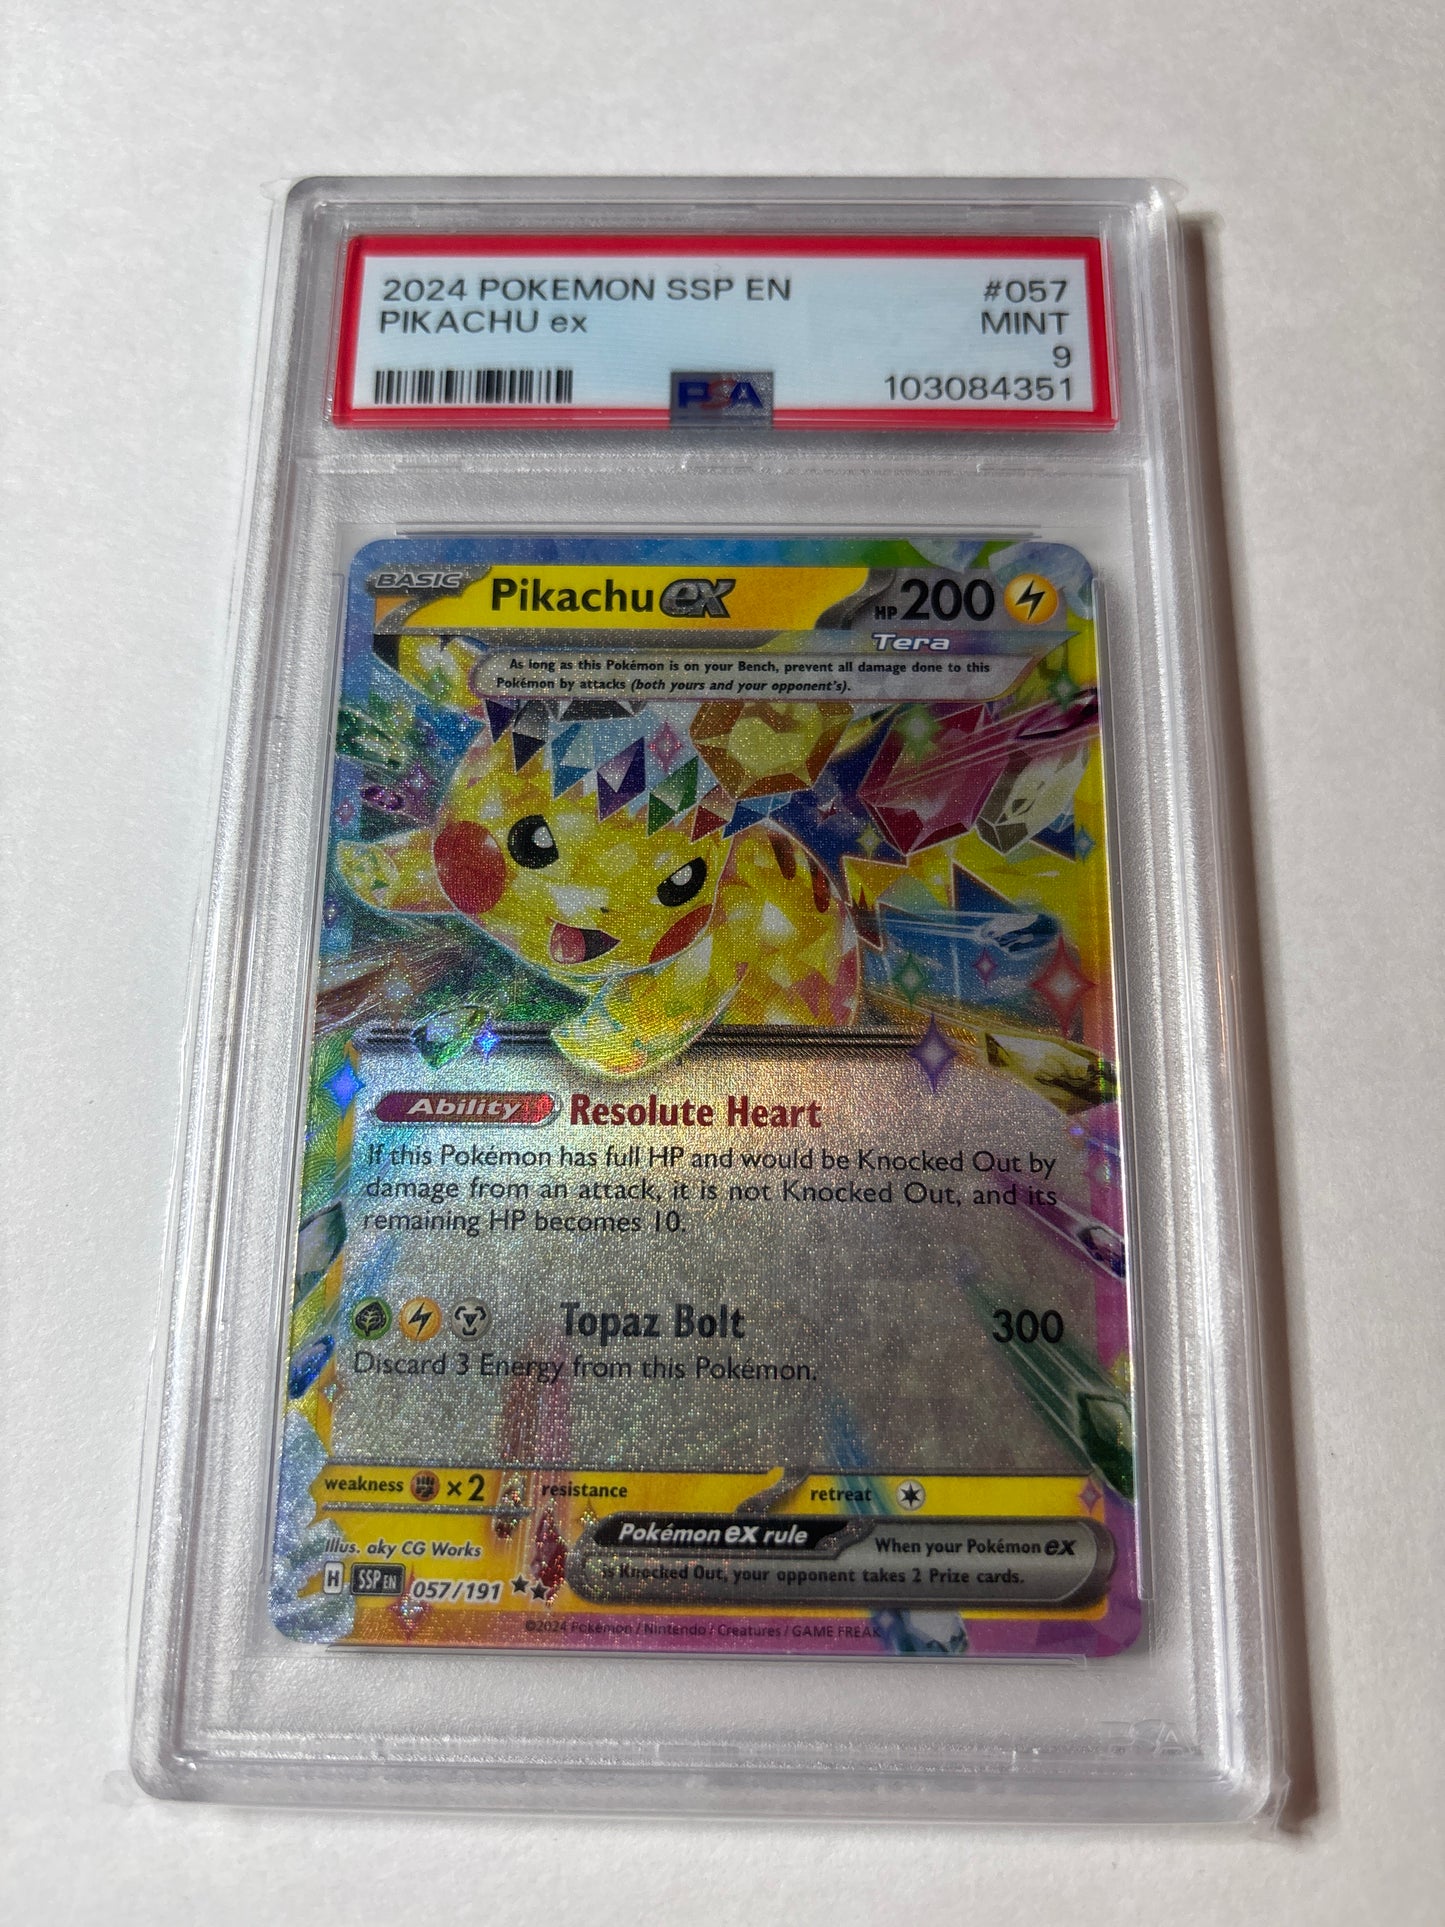 2024 POKEMON SSP EN #057
PIKACHU ex MINT
9
PSA 103084351
BASIC Pikachu ex HP 200
Tera
As long as this Pokémon is on your Bench, prevent all damage done to this
Pokémon by attacks (both yours and your opponent's).
Ability Resolute Heart
If this Pokémon has full HP and would be Knocked Out by
damage from an attack, it is not Knocked Out, and its
remaining HP becomes 10.
Topaz Bolt 300
Discard 3 Energy from this Pokémon.
weakness ×2 resistance retreat
Illus. aky CG Works
Pokémon ex rule When your Pokémon ex
is Knocked Out, your opponent takes 2 Prize cards.
H SSP EN 057/191
©2024 Pokémon / Nintendo / Creatures / GAME FREAK
PSA